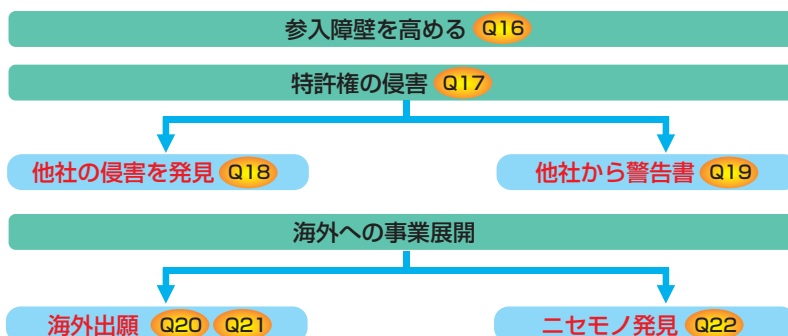 参入障壁を高める Q16
特許権の侵害 Q17
他社の侵害を発見 Q18
他社から警告書 Q19
海外への事業展開
海外出願 Q20 Q21
ニセモノ発見 Q22